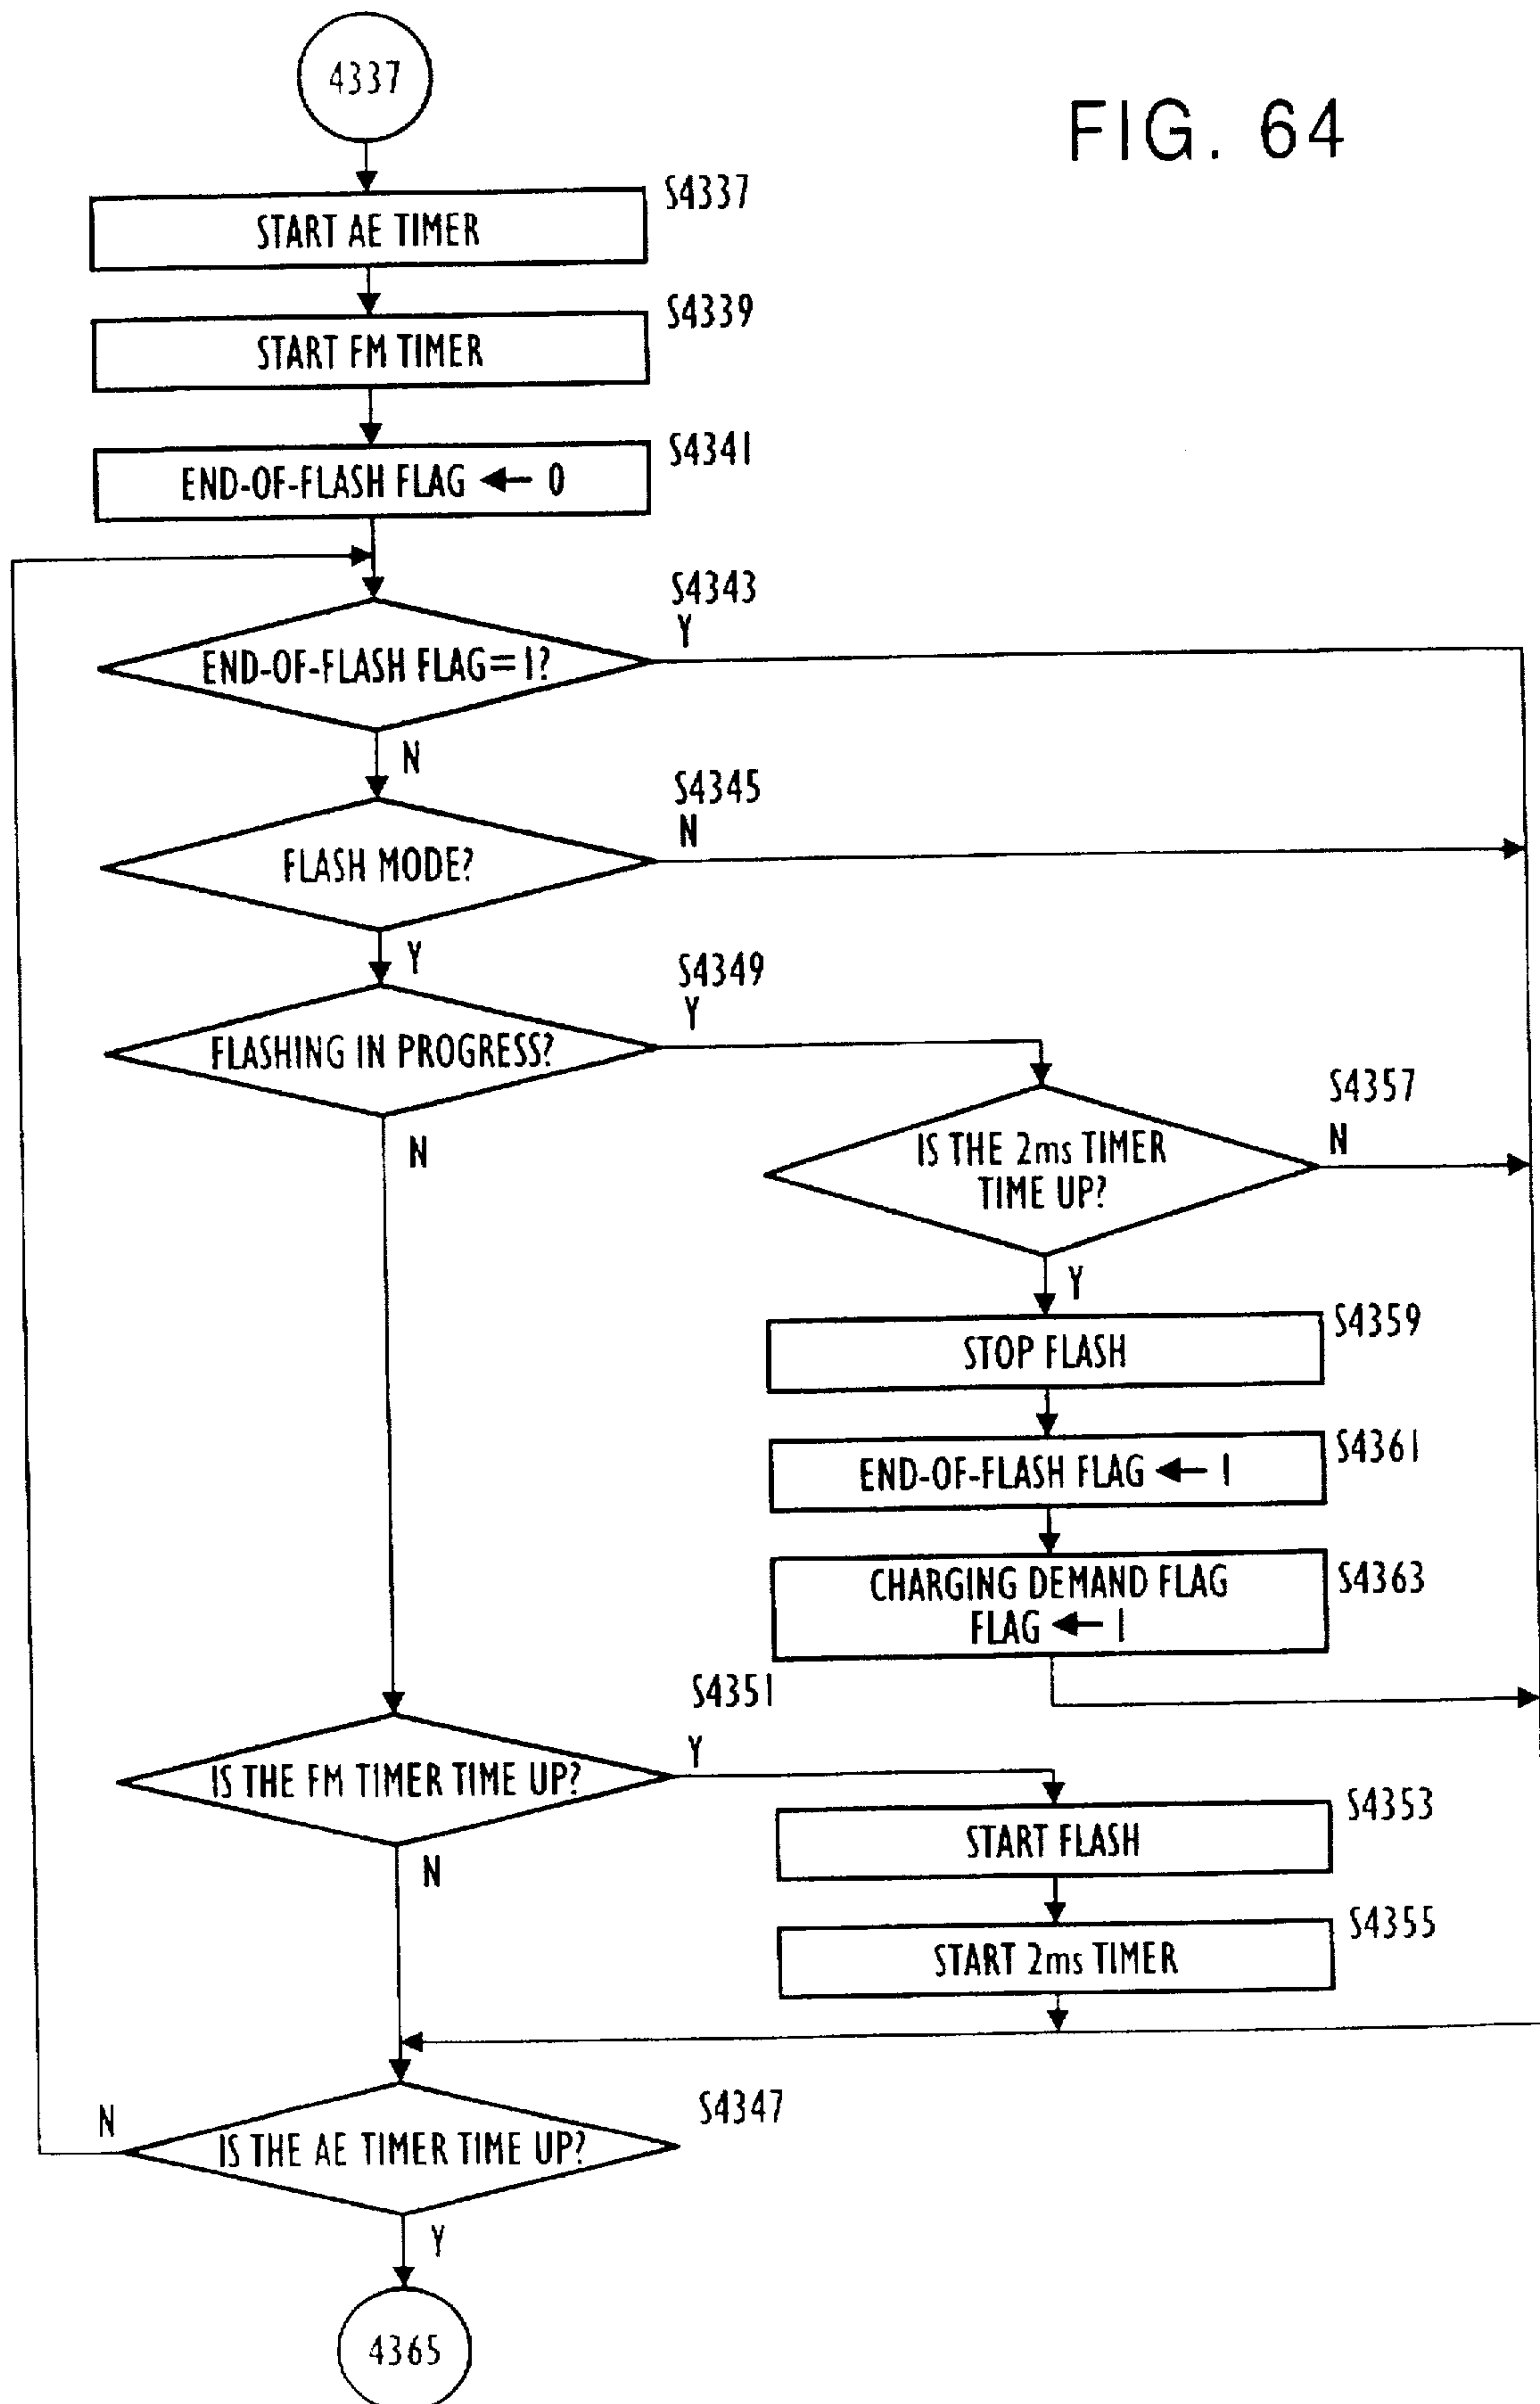 4337
FIG. 64
S4337
START AE TIMER
S4339
START FM TIMER
S4341
END-OF-FLASH FLAG ← 0
S4343
Y
END-OF-FLASH FLAG=1?
N
S4345
N
FLASH MODE?
Y
S4349
Y
FLASHING IN PROGRESS?
N
S4357
N
IS THE 2ms TIMER
TIME UP?
Y
S4359
STOP FLASH
S4361
END-OF-FLASH FLAG ← 1
S4363
CHARGING DEMAND FLAG
FLAG ← 1
S4351
Y
IS THE FM TIMER TIME UP?
N
S4353
START FLASH
S4355
START 2ms TIMER
S4347
N
IS THE AE TIMER TIME UP?
Y
4365